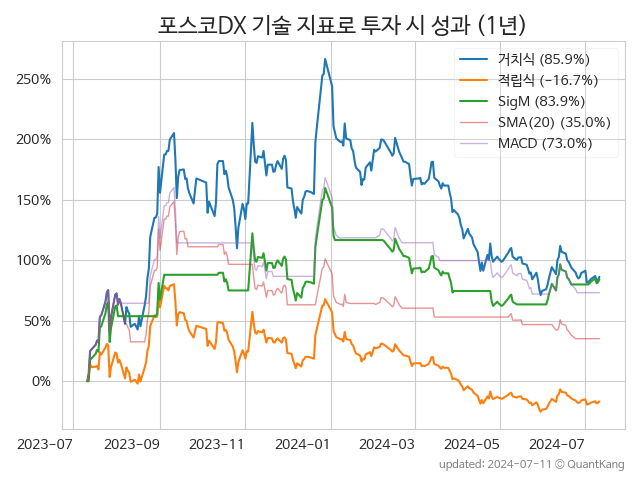 포스코DX 기술 지표로 투자 시 성과 (1년)
거치식 (85.9%)
적립식 (-16.7%)
SigM (83.9%)
SMA(20) (35.0%)
MACD (73.0%)
250%
200%
150%
100%
50%
0%
2023-07 2023-09 2023-11 2024-01 2024-03 2024-05 2024-07
updated: 2024-07-11 © QuantKang